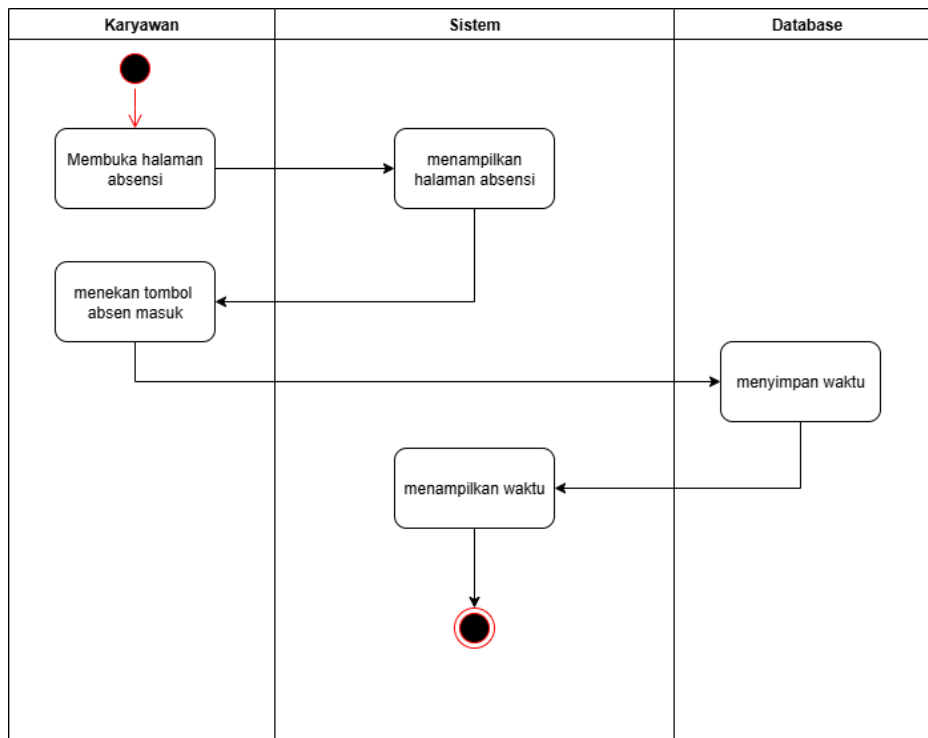 Karyawan
Sistem
Database
Membuka halaman
absensi
menampilkan
halaman absensi
menekan tombol
absen masuk
menyimpan waktu
menampilkan waktu